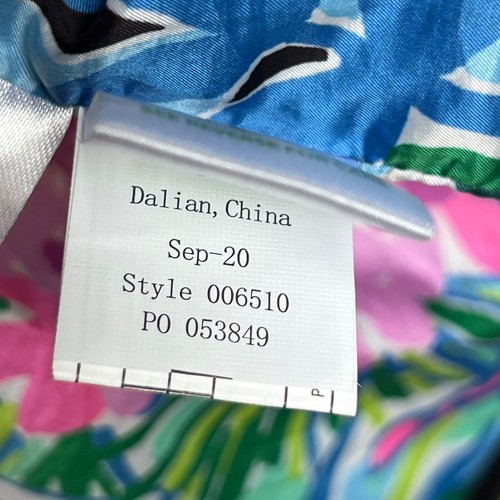 Dalian, China
Sep-20
Style 006510
PO 053849
P